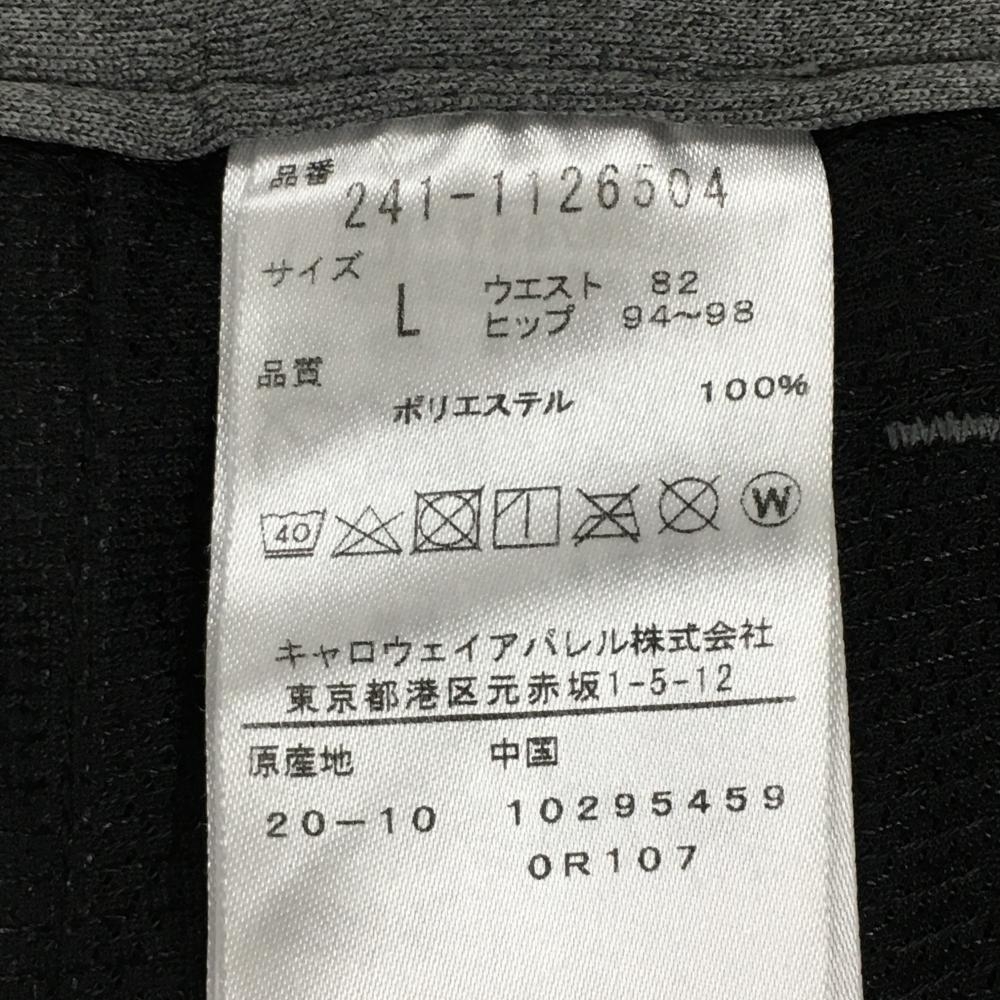 品番 241-1126504
サイズ L ウエスト 82
ヒップ 94〜98
品質
ポリエステル 100%
40 W
キャロウェイアパレル株式会社
東京都港区元赤坂1-5-12
原産地 中国
20-10 10295459
0R107